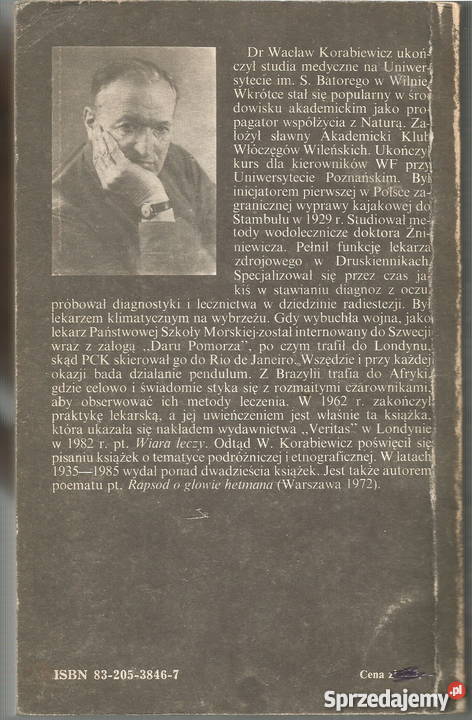 Dr Wacław Korabiewicz ukoń-
czył studia medyczne na Uniwer-
sytecie im. S. Batorego w Wilnie.
Wkrótce stał się popularny w śro-
dowisku akademickim jako pro-
pagator współżycia z Naturą. Za-
łożył sławny Akademicki Klub
Włóczęgów Wileńskich. Ukończył
kurs dla kierowników WF przy
Uniwersytecie Poznańskim. Był
inicjatorem pierwszej w Polsce za-
granicznej wyprawy kajakowej do
Stambułu w 1929 r. Studiował me-
tody wodolecznicze doktora Żni-
niewicza. Pełnił funkcję lekarza
zdrojowego w Druskiennikach.
Specjalizował się przez czas ja-
kiś w stawianiu diagnoz z oczu,
próbował diagnostyki i lecznictwa w dziedzinie radiestezji. Był
lekarzem klimatycznym na wybrzeżu. Gdy wybuchła wojna, jako
lekarz Państwowej Szkoły Morskiej został internowany do Szwecji
wraz z załogą „Daru Pomorza”, po czym trafił do Londynu,
skąd PCK skierował go do Rio de Janeiro. Wszędzie i przy każdej
okazji bada działanie pendulum. Z Brazylii trafia do Afryki,
gdzie celowo i świadomie styka się z rozmaitymi czarownikami,
aby obserwować ich metody leczenia. W 1962 r. zakończył
praktykę lekarską, a jej uwieńczeniem jest właśnie ta książka,
która ukazała się nakładem wydawnictwa „Veritas” w Londynie
w 1982 r. pt. Wiara leczy. Odtąd W. Korabiewicz poświęcił się
pisaniu książek o tematyce podróżniczej i etnograficznej. W latach
1935—1985 wydał ponad dwadzieścia książek. Jest także autorem
poematu pt. Rapsod o głowie hetmana (Warszawa 1972).
ISBN 83-205-3846-7
Cena
Sprzedajemy.pl